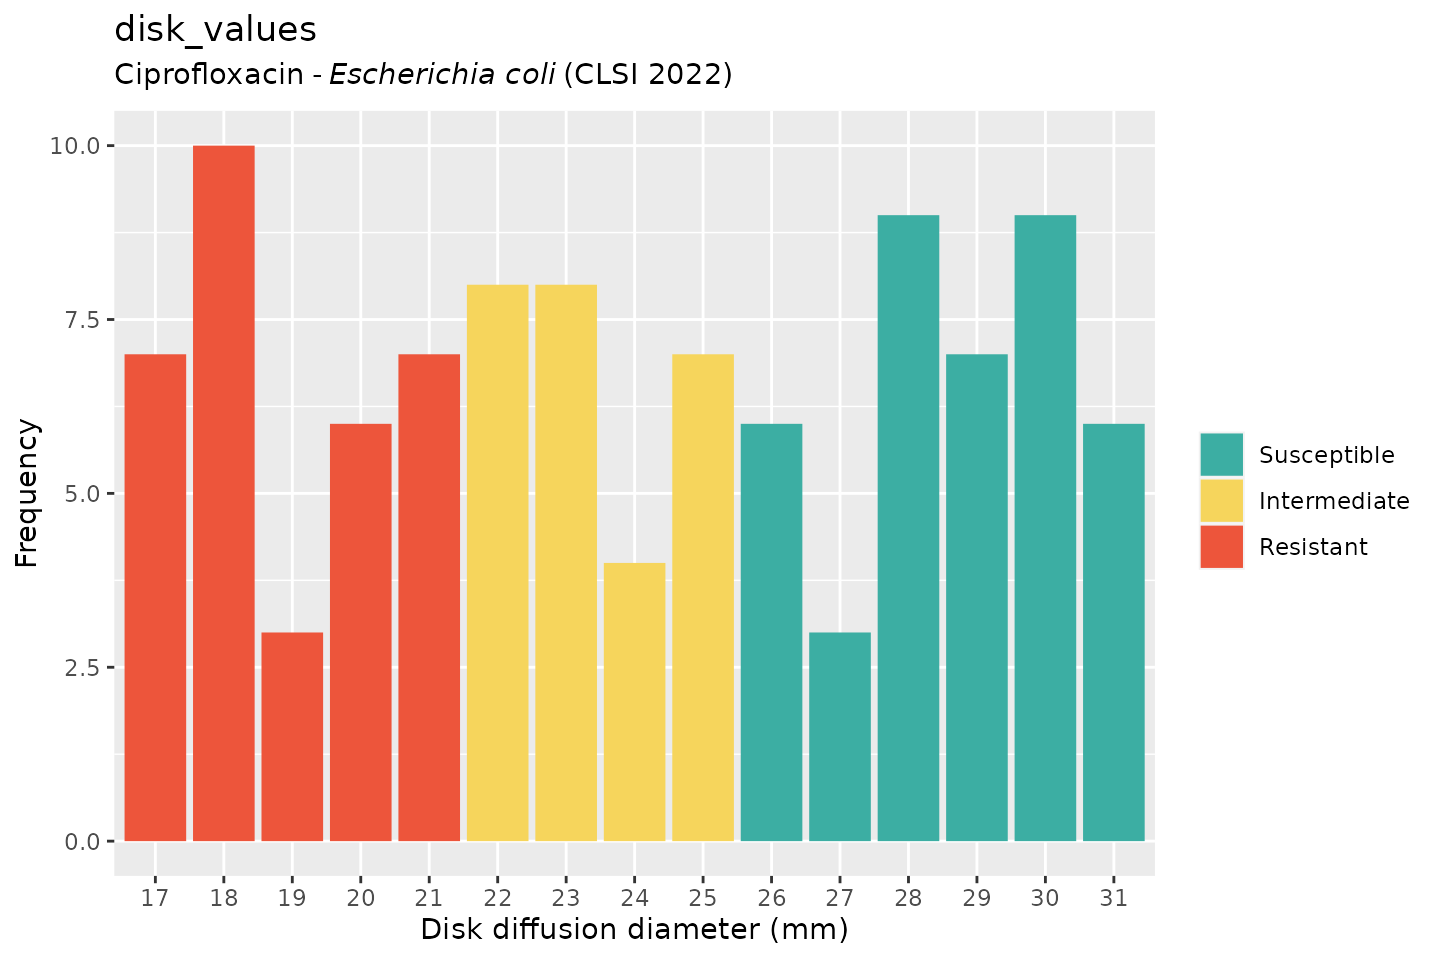 disk_values
Ciprofloxacin - Escherichia coli (CLSI 2022)
Frequency
10.0
7.5
5.0
2.5
0.0
17 18 19 20 21 22 23 24 25 26 27 28 29 30 31
Disk diffusion diameter (mm)
Susceptible
Intermediate
Resistant